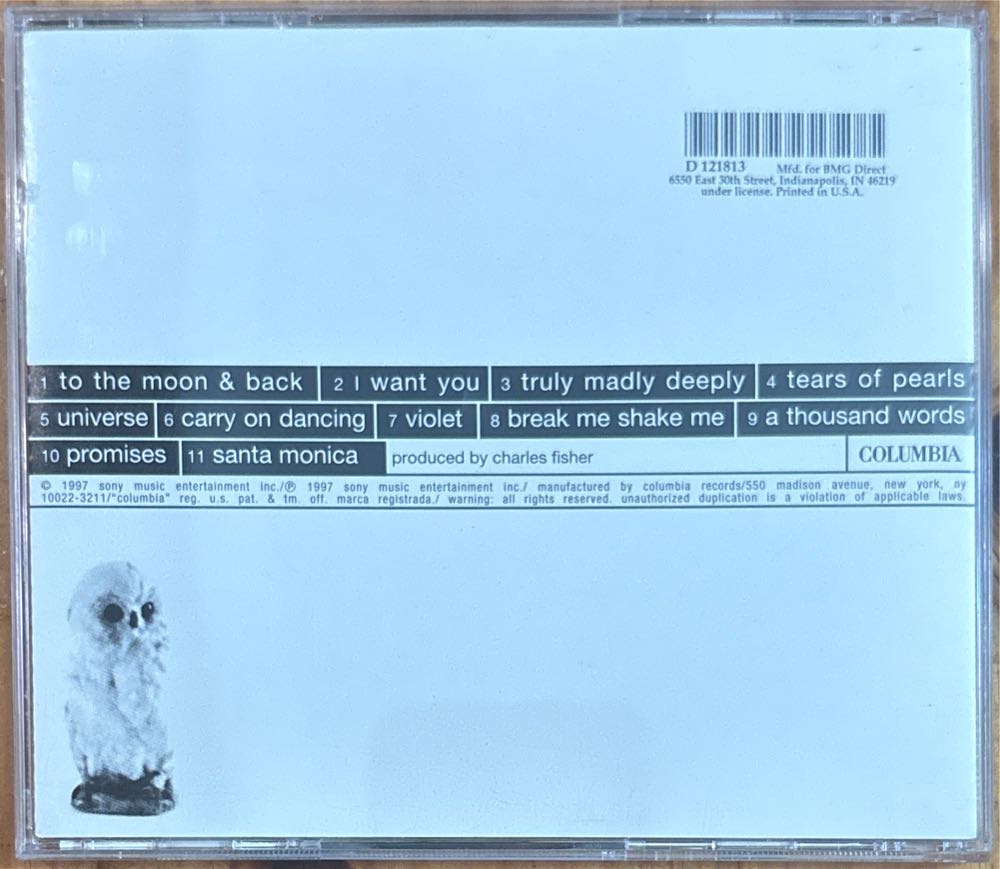 D 121813 Mfd. for BMG Direct
6550 East 30th Street, Indianapolis, IN 46219
under license. Printed in U.S.A.
1 to the moon & back 2 I want you 3 truly madly deeply 4 tears of pearls
5 universe 6 carry on dancing 7 violet 8 break me shake me 9 a thousand words
10 promises 11 santa monica produced by charles fisher COLUMBIA
© 1997 sony music entertainment inc./℗ 1997 sony music entertainment inc./ manufactured by columbia records/550 madison avenue, new york, ny
10022-3211/"columbia" reg. u.s. pat. & tm. off. marca registrada./ warning: all rights reserved. unauthorized duplication is a violation of applicable laws.